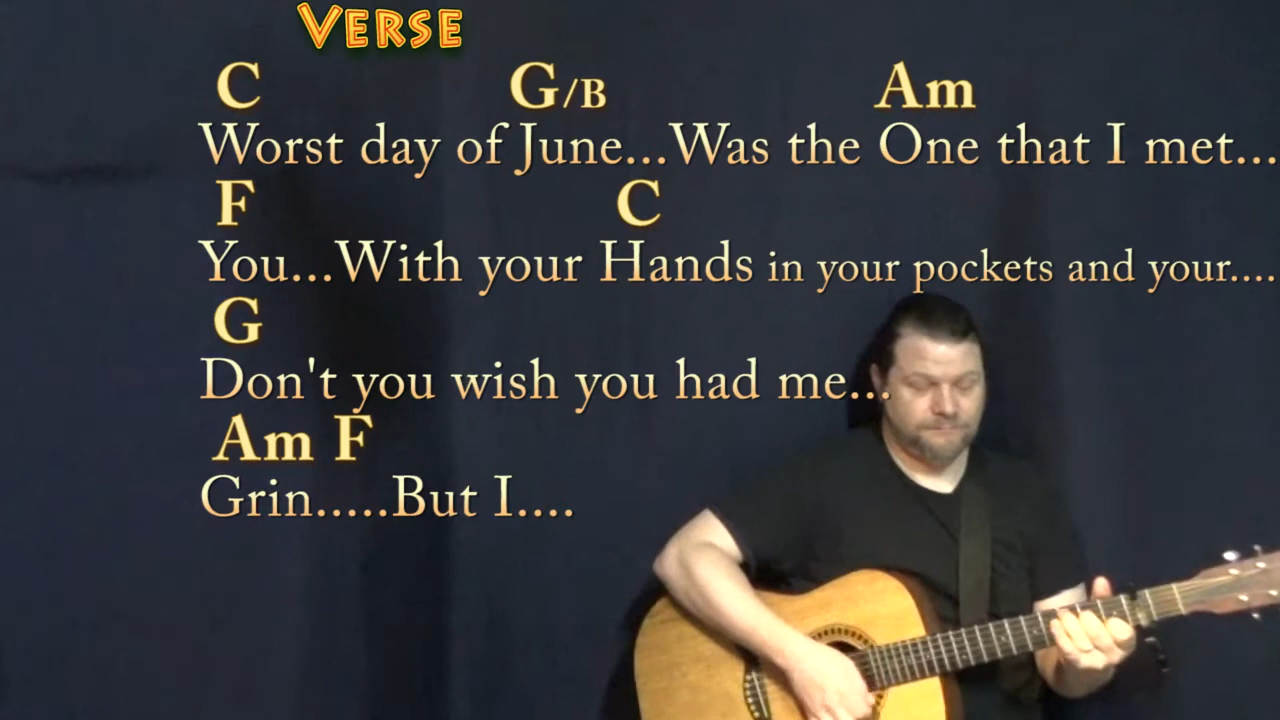 VERSE
C G/B Am
Worst day of June...Was the One that I met...
F C
You...With your Hands in your pockets and your....
G
Don't you wish you had me...
Am F
Grin.....But I....